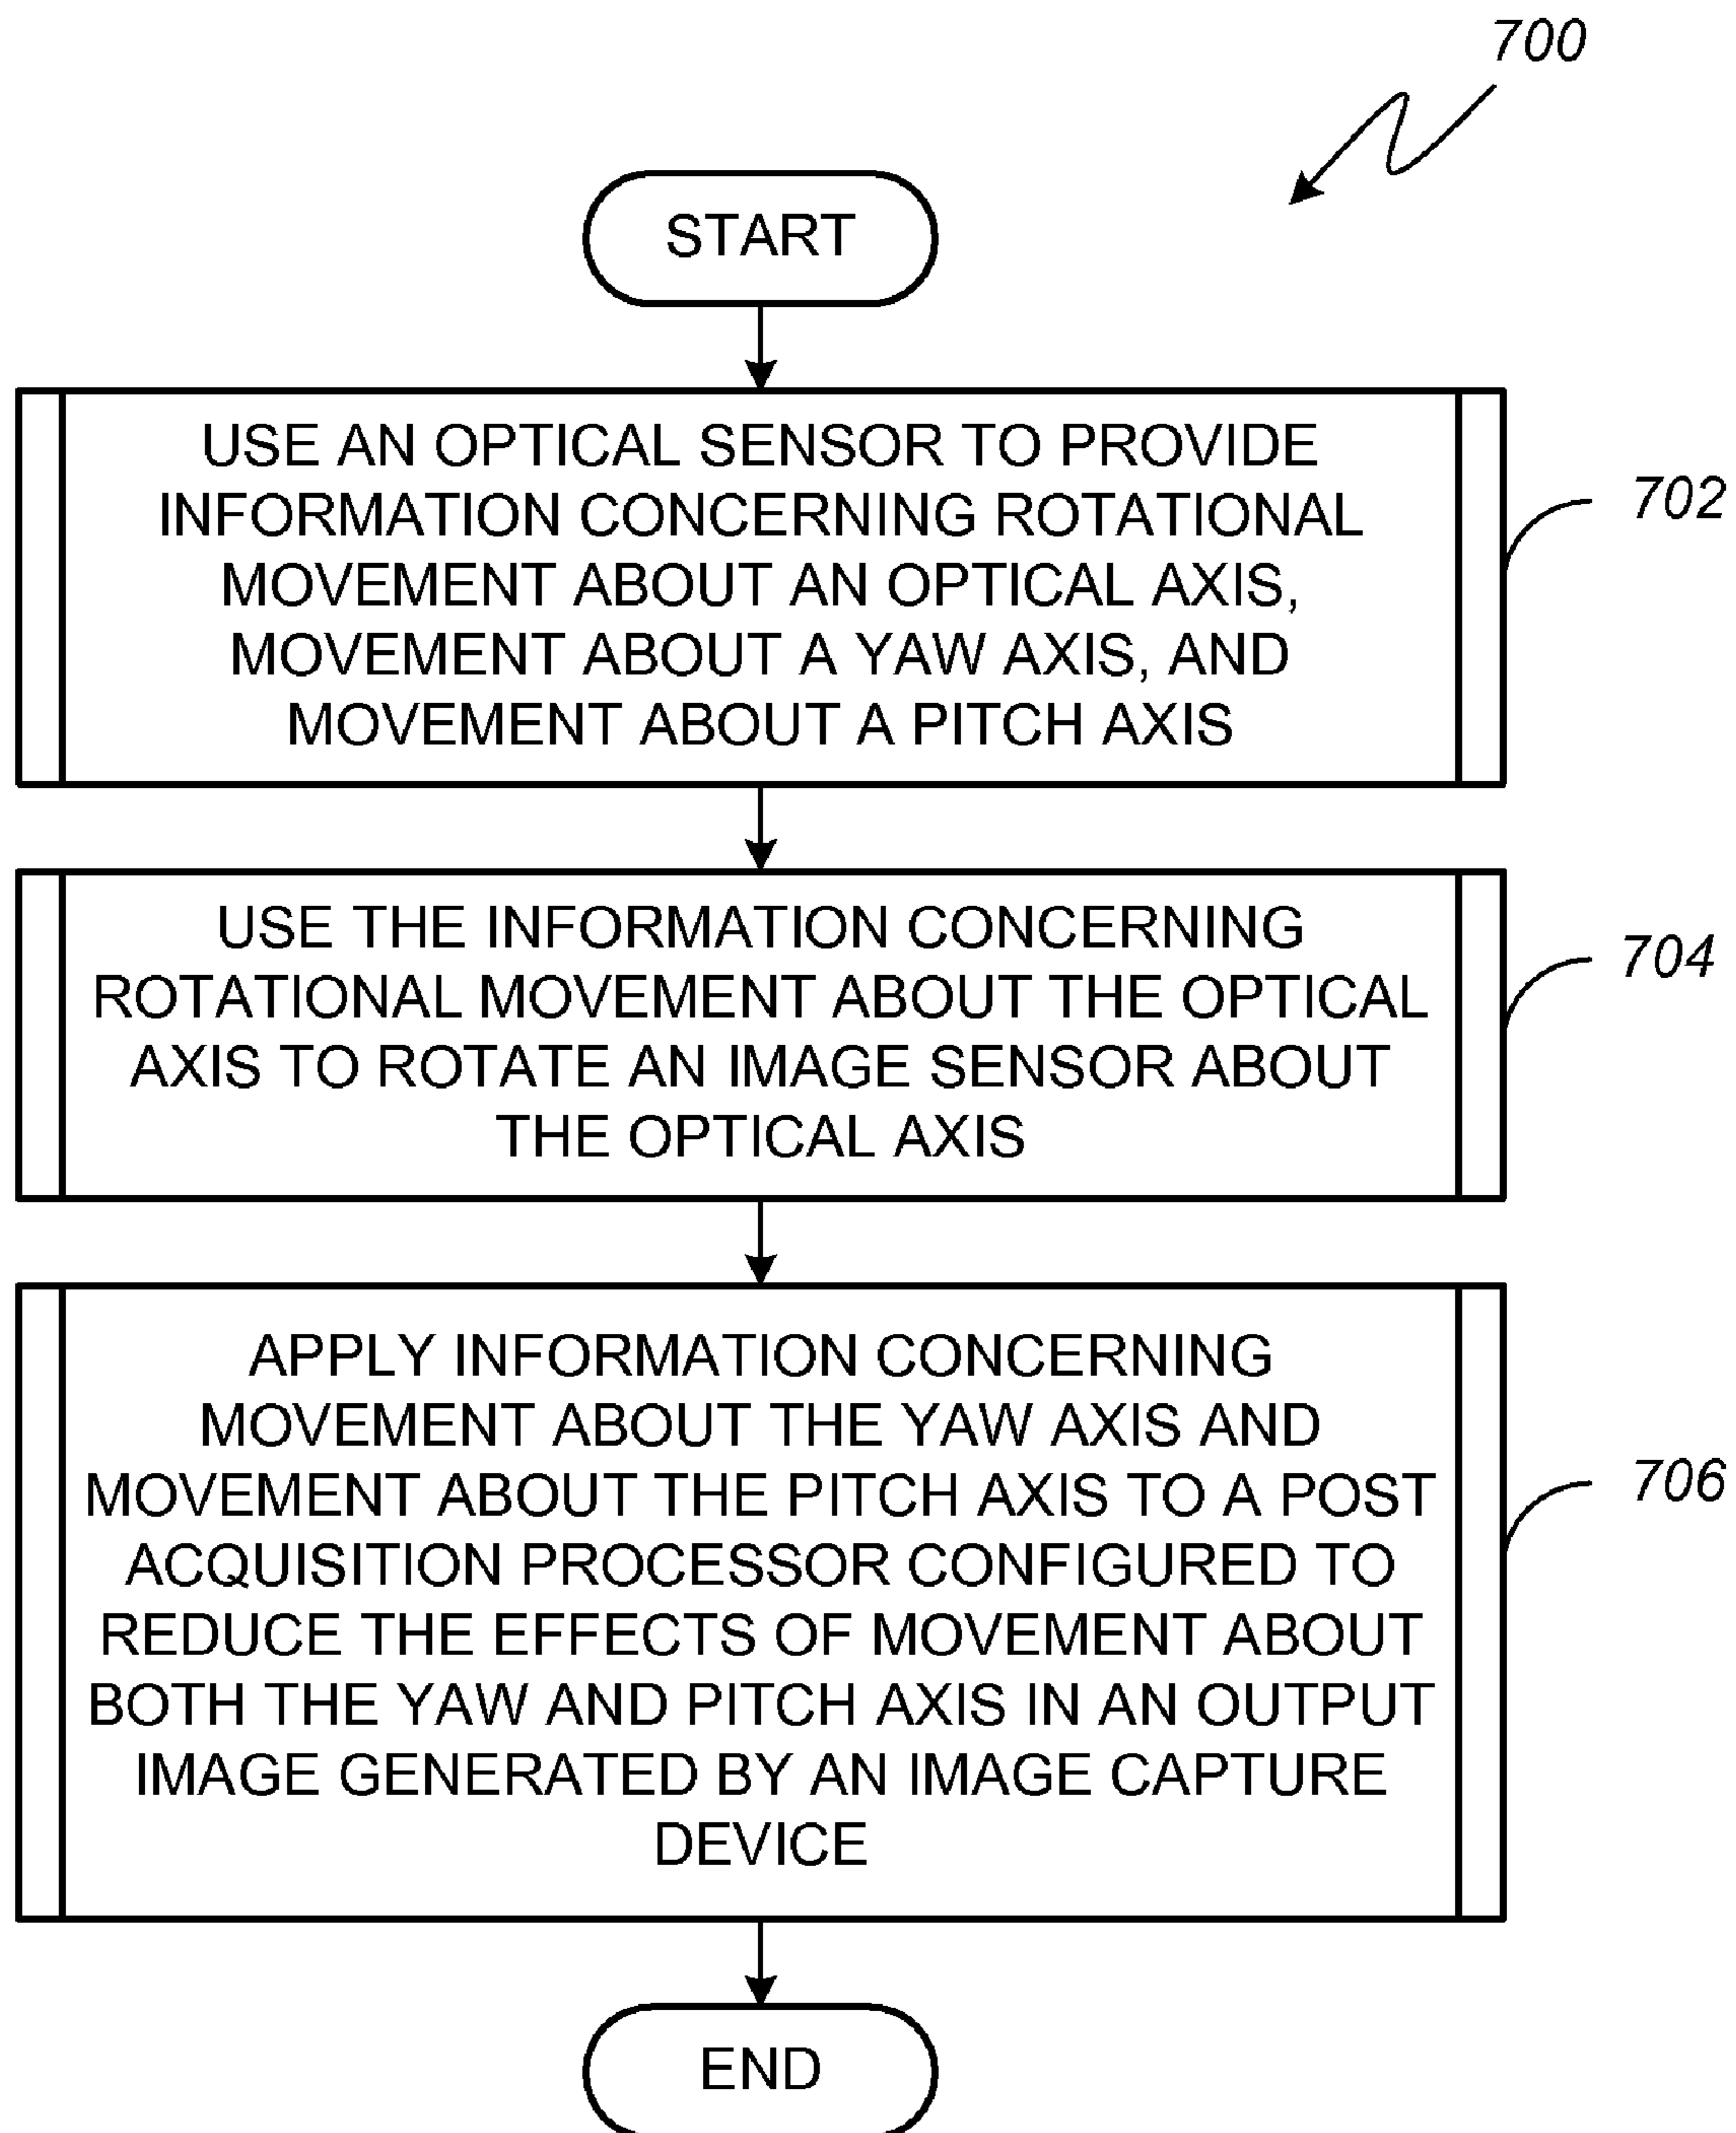 700
START
USE AN OPTICAL SENSOR TO PROVIDE
INFORMATION CONCERNING ROTATIONAL
MOVEMENT ABOUT AN OPTICAL AXIS,
MOVEMENT ABOUT A YAW AXIS, AND
MOVEMENT ABOUT A PITCH AXIS
702
USE THE INFORMATION CONCERNING
ROTATIONAL MOVEMENT ABOUT THE OPTICAL
AXIS TO ROTATE AN IMAGE SENSOR ABOUT
THE OPTICAL AXIS
704
APPLY INFORMATION CONCERNING
MOVEMENT ABOUT THE YAW AXIS AND
MOVEMENT ABOUT THE PITCH AXIS TO A POST
ACQUISITION PROCESSOR CONFIGURED TO
REDUCE THE EFFECTS OF MOVEMENT ABOUT
BOTH THE YAW AND PITCH AXIS IN AN OUTPUT
IMAGE GENERATED BY AN IMAGE CAPTURE
DEVICE
706
END